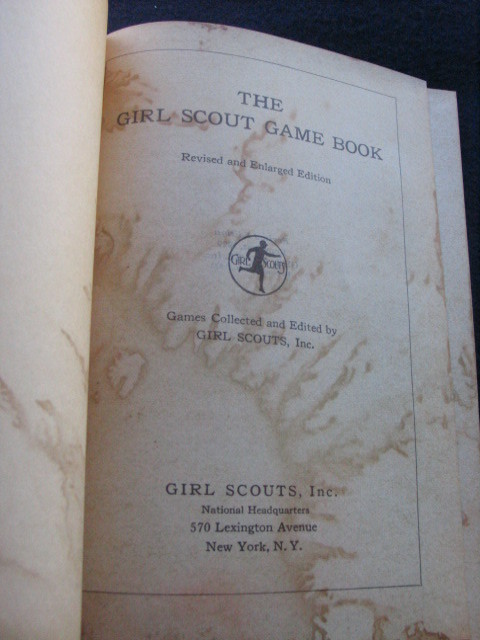 THE
GIRL SCOUT GAME BOOK
Revised and Enlarged Edition
GIRL SCOUTS
Games Collected and Edited by
GIRL SCOUTS, Inc.
GIRL SCOUTS, Inc.
National Headquarters
570 Lexington Avenue
New York, N. Y.